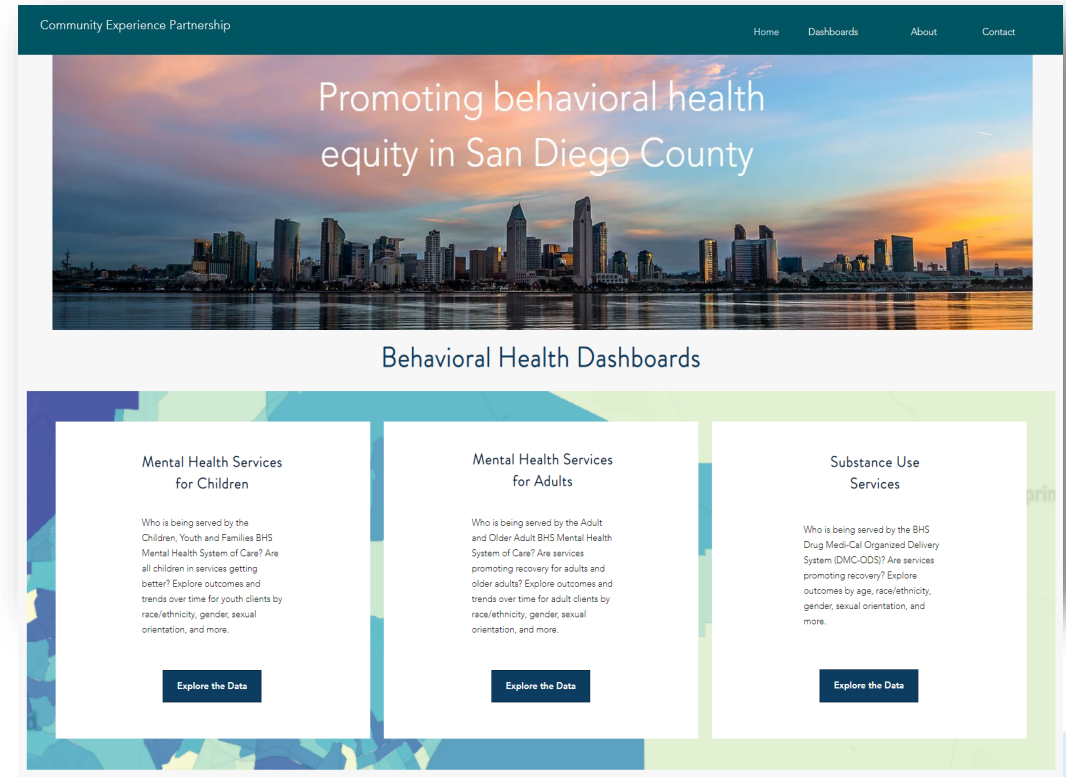 Community Experience Partnership
Home Dashboards About Contact
Promoting behavioral health
equity in San Diego County
Behavioral Health Dashboards
Mental Health Services
for Children
Who is being served by the
Children, Youth and Families BHS
Mental Health System of Care? Are
all children in services getting
better? Explore outcomes and
trends over time for youth clients by
race/ethnicity, gender, sexual
orientation, and more.
Explore the Data
Mental Health Services
for Adults
Who is being served by the Adult
and Older Adult BHS Mental Health
System of Care? Are services
promoting recovery for adults and
older adults? Explore outcomes and
trends over time for adult clients by
race/ethnicity, gender, sexual
orientation, and more.
Explore the Data
Substance Use
Services
Who is being served by the BHS
Drug Medi-Cal Organized Delivery
System (DMC-ODS)? Are services
promoting recovery? Explore
outcomes by age, race/ethnicity,
gender, sexual orientation, and
more.
Explore the Data